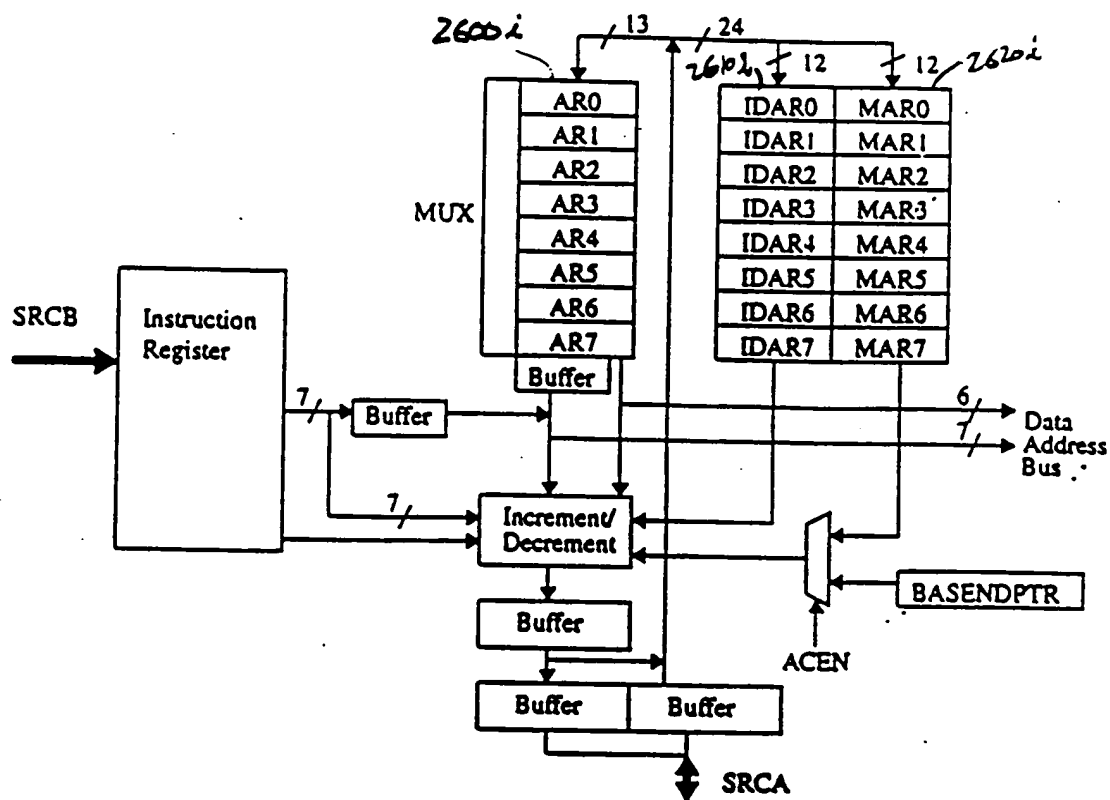 2600i
13
24
2610i
12
12
2620i
AR0
AR1
AR2
AR3
AR4
AR5
AR6
AR7
Buffer
MUX
IDAR0 MAR0
IDAR1 MAR1
IDAR2 MAR2
IDAR3 MAR3
IDAR4 MAR4
IDAR5 MAR5
IDAR6 MAR6
IDAR7 MAR7
SRCB
Instruction
Register
7
Buffer
7
6
7
Data
Address
Bus
Increment/
Decrement
BASENDPTR
ACEN
Buffer
Buffer
Buffer
SRCA